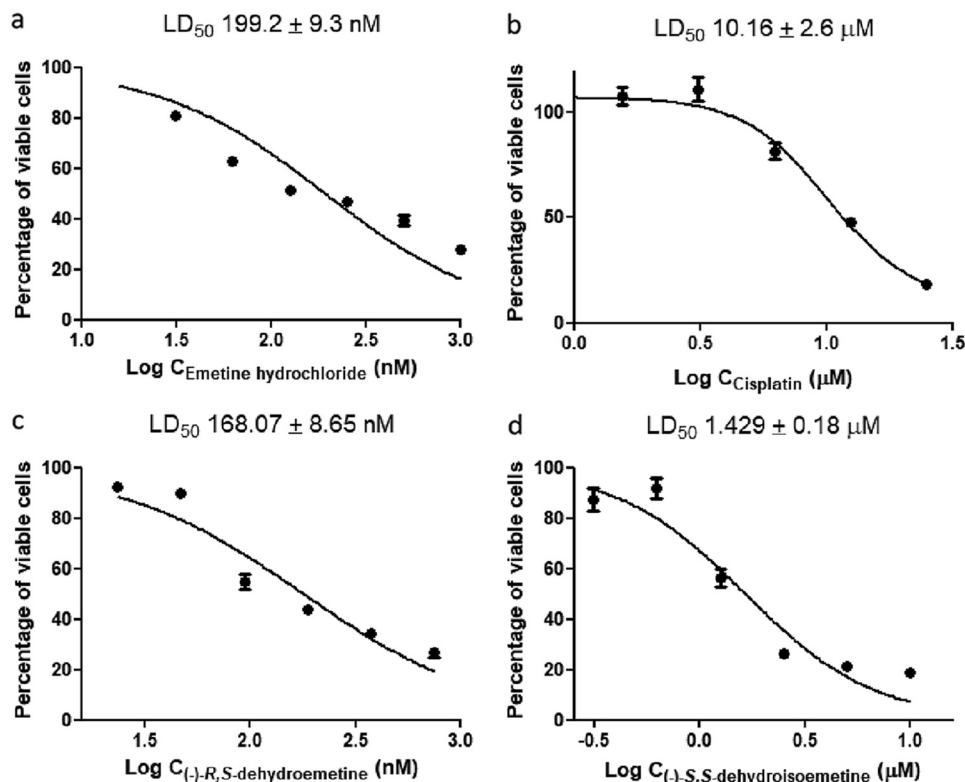 a
LD50 199.2 ± 9.3 nM
Percentage of viable cells
100
80
60
40
20
0
1.0 1.5 2.0 2.5 3.0
Log C Emetine hydrochloride (nM)
b
LD50 10.16 ± 2.6 µM
Percentage of viable cells
100
50
0
0.0 0.5 1.0 1.5
Log C Cisplatin (µM)
c
LD50 168.07 ± 8.65 nM
Percentage of viable cells
100
80
60
40
20
0
1.5 2.0 2.5 3.0
Log C (-)-R,S-dehydroemetine (nM)
d
LD50 1.429 ± 0.18 µM
Percentage of viable cells
100
80
60
40
20
0
-0.5 0.0 0.5 1.0
Log C (-)-S,S-dehydroisoemetine (µM)